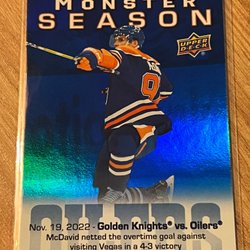 MONSTER
SEASON
UPPER DECK
9
Nov. 19, 2022 - Golden Knights® vs. Oilers®
McDavid netted the overtime goal against
visiting Vegas in a 4-3 victory